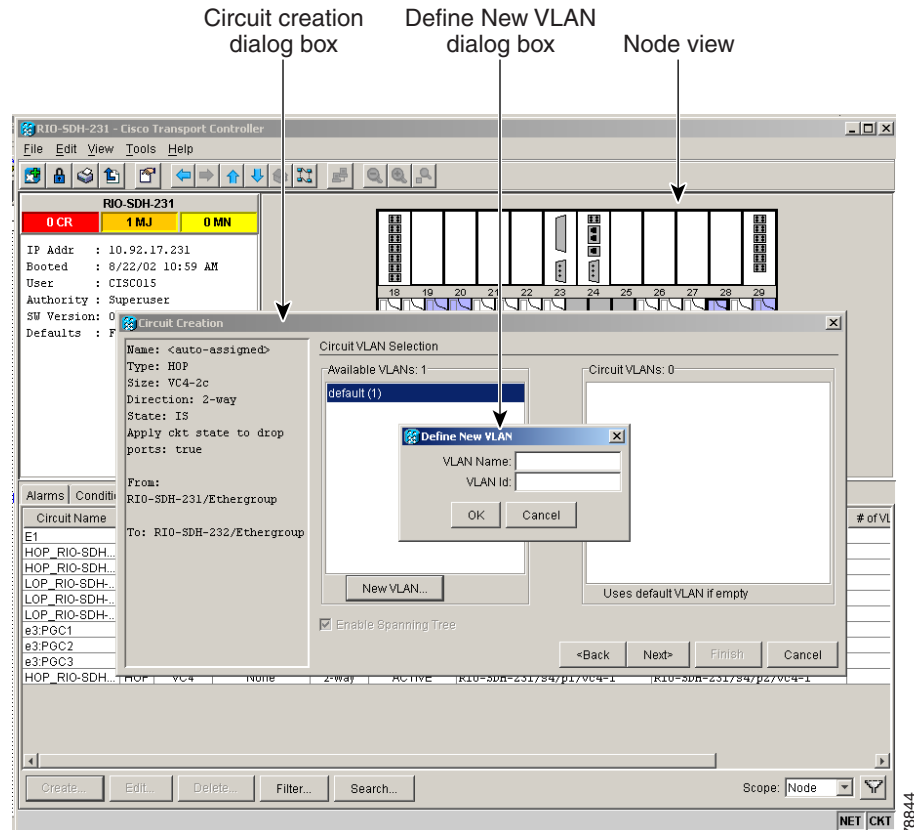 Circuit creation
dialog box
Define New VLAN
dialog box
Node view
RIO-SDH-231 - Cisco Transport Controller
File Edit View Tools Help
RIO-SDH-231
0 CR 1 MJ 0 MN
IP Addr : 10.92.17.231
Booted : 8/22/02 10:59 AM
User : CISCO15
Authority : Superuser
SW Version: 0
Defaults : F
18 19 20 21 22 23 24 25 26 27 28 29
Circuit Creation
Name: <auto-assigned>
Type: HOP
Size: VC4-2c
Direction: 2-way
State: IS
Apply ckt state to drop
ports: true
From:
RIO-SDH-231/Ethergroup
To: RIO-SDH-232/Ethergroup
Circuit VLAN Selection
Available VLANs: 1
default (1)
Circuit VLANs: 0
Define New VLAN
VLAN Name:
VLAN Id:
OK Cancel
New VLAN...
Uses default VLAN if empty
Enable Spanning Tree
<Back Next> Finish Cancel
Alarms Conditi
Circuit Name # of VL
E1
HOP_RIO-SDH...
HOP_RIO-SDH...
LOP_RIO-SDH-...
LOP_RIO-SDH-...
LOP_RIO-SDH-...
e3:PGC1
e3:PGC2
e3:PGC3
HOP_RIO-SDH... HOP VC4 None 2-way ACTIVE RIO-SDH-231/s4/p1/vc4-1 RIO-SDH-231/s4/p2/vc4-1
Create... Edit... Delete... Filter... Search... Scope: Node
NET CKT